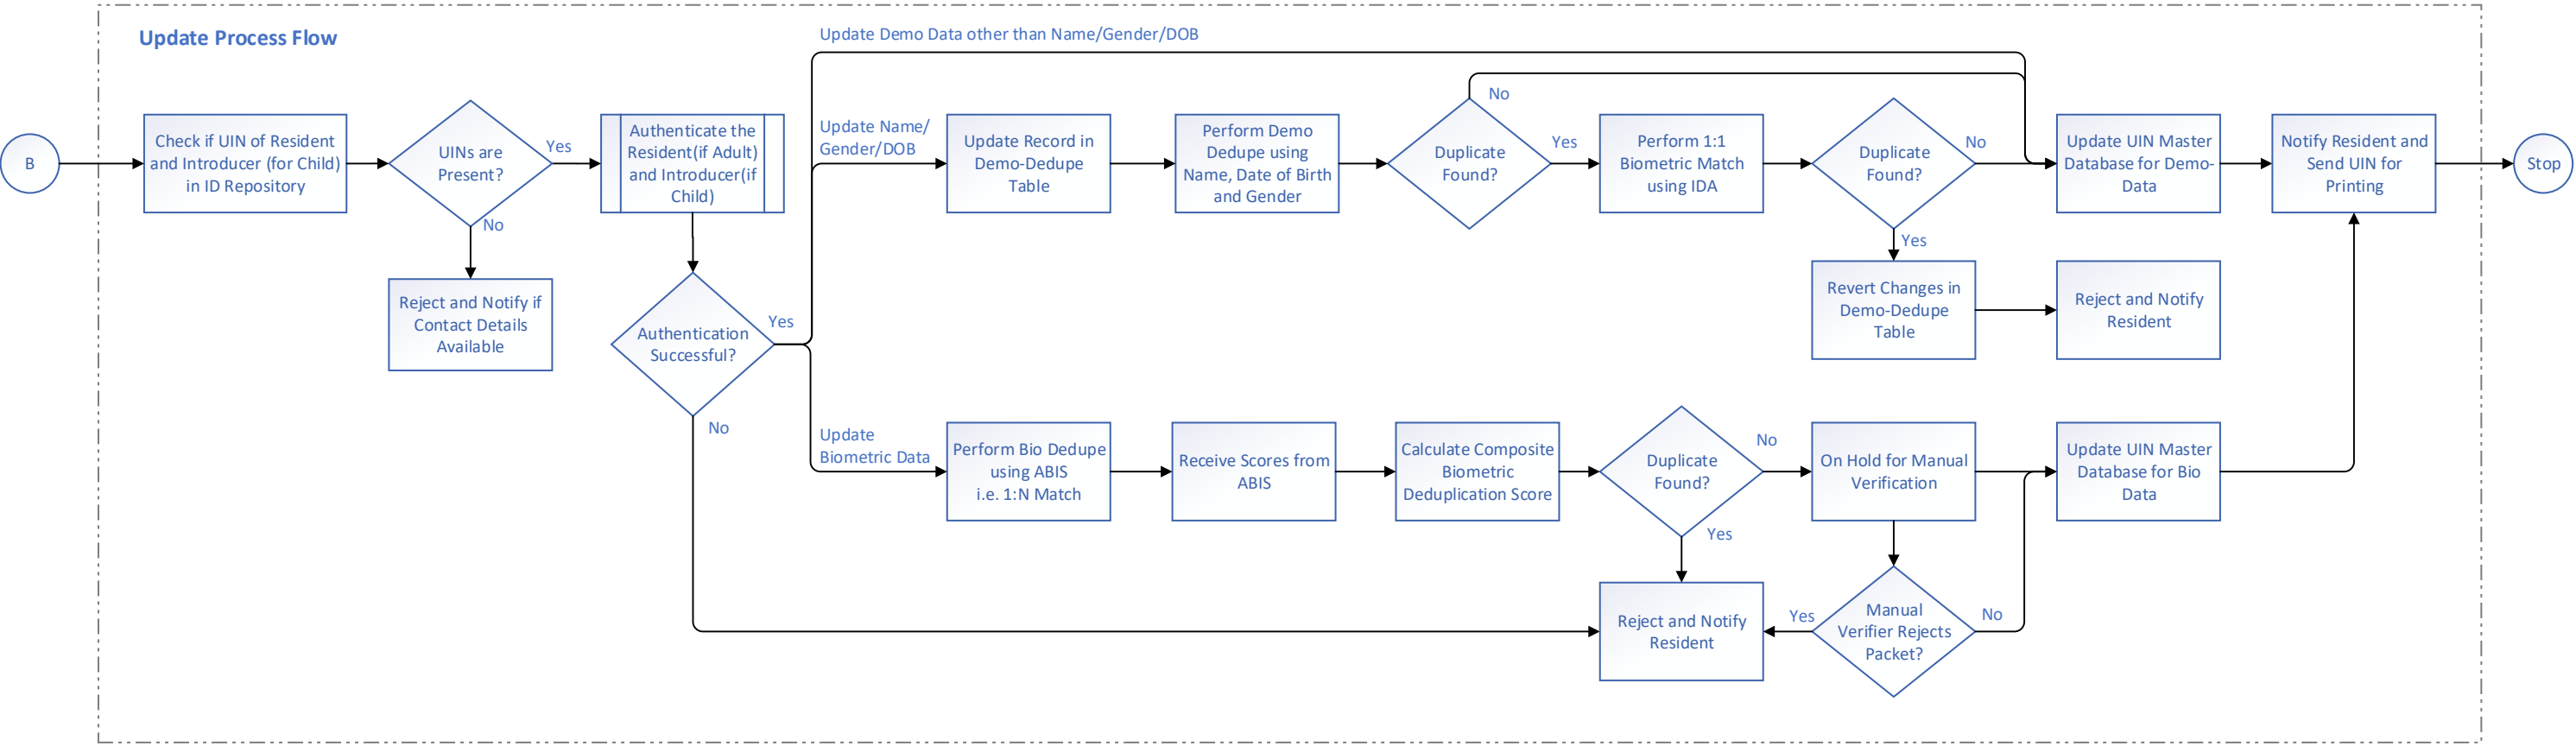 Update Process Flow
Update Demo Data other than Name/Gender/DOB
B
Check if UIN of Resident
and Introducer (for Child)
in ID Repository
UINs are
Present?
Yes
No
Reject and Notify if
Contact Details
Available
Authenticate the
Resident(if Adult)
and Introducer(if
Child)
Authentication
Successful?
Yes
No
Update Name/
Gender/DOB
Update Record in
Demo-Dedupe
Table
Perform Demo
Dedupe using
Name, Date of Birth
and Gender
Duplicate
Found?
No
Yes
Perform 1:1
Biometric Match
using IDA
Duplicate
Found?
No
Yes
Update UIN Master
Database for Demo-
Data
Notify Resident and
Send UIN for
Printing
Stop
Revert Changes in
Demo-Dedupe
Table
Reject and Notify
Resident
Update
Biometric Data
Perform Bio Dedupe
using ABIS
i.e. 1:N Match
Receive Scores from
ABIS
Calculate Composite
Biometric
Deduplication Score
Duplicate
Found?
No
Yes
On Hold for Manual
Verification
Update UIN Master
Database for Bio
Data
Reject and Notify
Resident
Yes
Manual
Verifier Rejects
Packet?
No